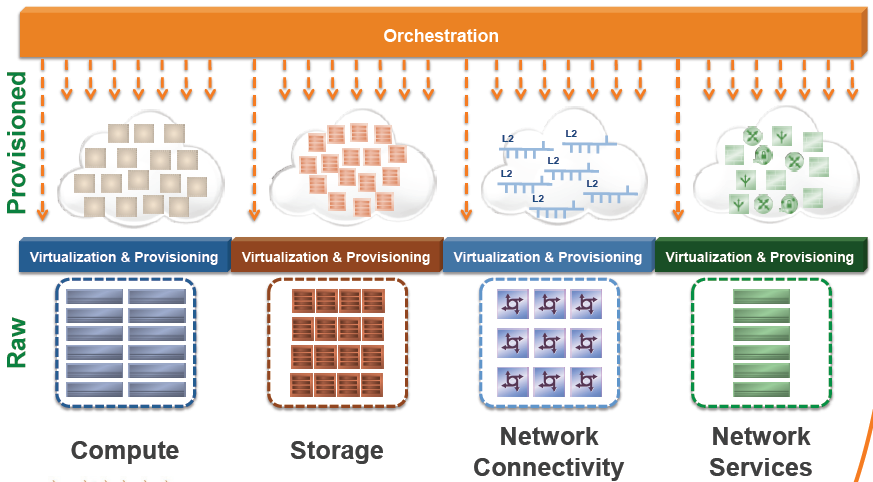 Orchestration
Provisioned
L2
L2
L2
L2
L2
L2
Virtualization & Provisioning
Virtualization & Provisioning
Virtualization & Provisioning
Virtualization & Provisioning
Raw
Compute
Storage
Network
Connectivity
Network
Services